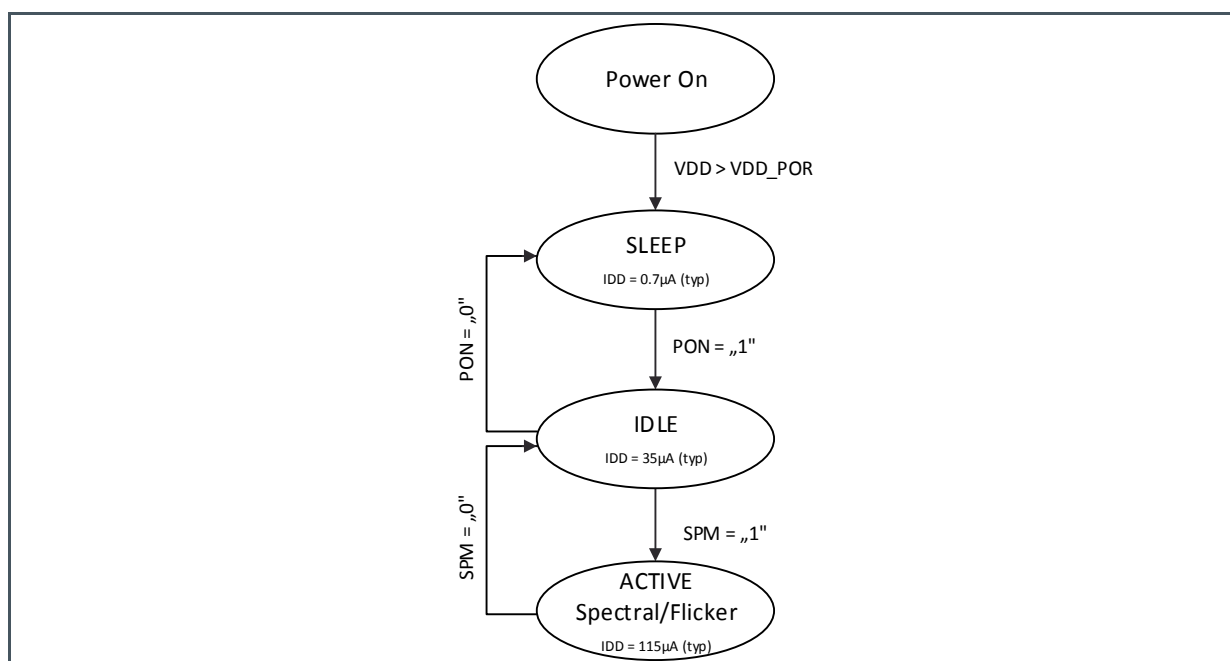 Power On
VDD > VDD_POR
SLEEP
IDD = 0.7µA (typ)
PON = „0"
PON = „1"
IDLE
IDD = 35µA (typ)
SPM = „0"
SPM = „1"
ACTIVE
Spectral/Flicker
IDD = 115µA (typ)